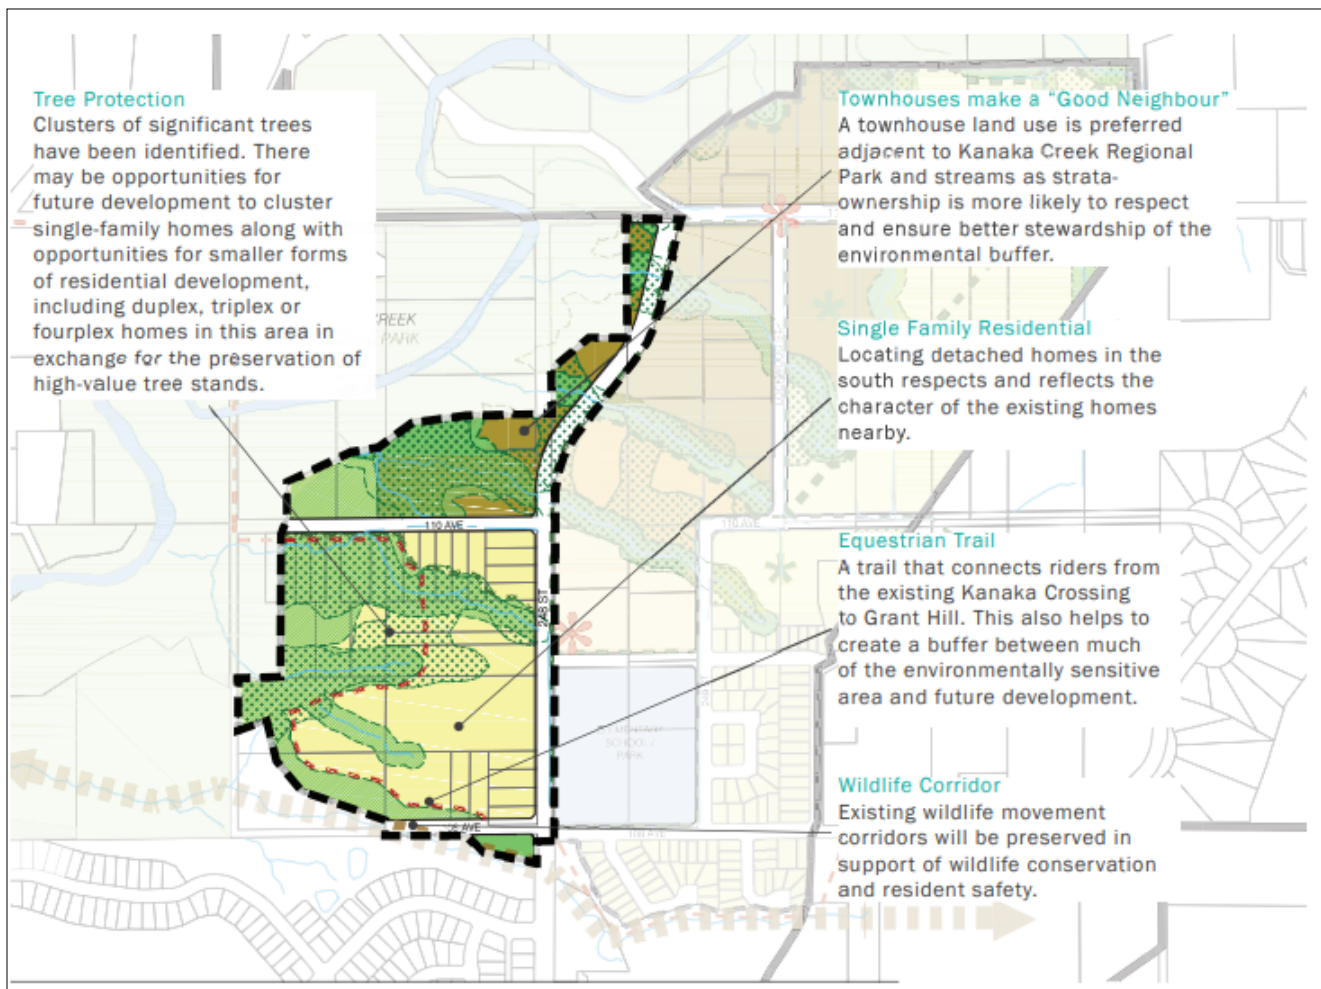 Tree Protection
Clusters of significant trees
have been identified. There
may be opportunities for
future development to cluster
single-family homes along with
opportunities for smaller forms
of residential development,
including duplex, triplex or
fourplex homes in this area in
exchange for the preservation of
high-value tree stands.
Townhouses make a “Good Neighbour”
A townhouse land use is preferred
adjacent to Kanaka Creek Regional
Park and streams as strata-
ownership is more likely to respect
and ensure better stewardship of the
environmental buffer.
Single Family Residential
Locating detached homes in the
south respects and reflects the
character of the existing homes
nearby.
Equestrian Trail
A trail that connects riders from
the existing Kanaka Crossing
to Grant Hill. This also helps to
create a buffer between much
of the environmentally sensitive
area and future development.
Wildlife Corridor
Existing wildlife movement
corridors will be preserved in
support of wildlife conservation
and resident safety.
PARK
110 AVE
110 AVE
248 ST
SCHOOL /
PARK
AVE